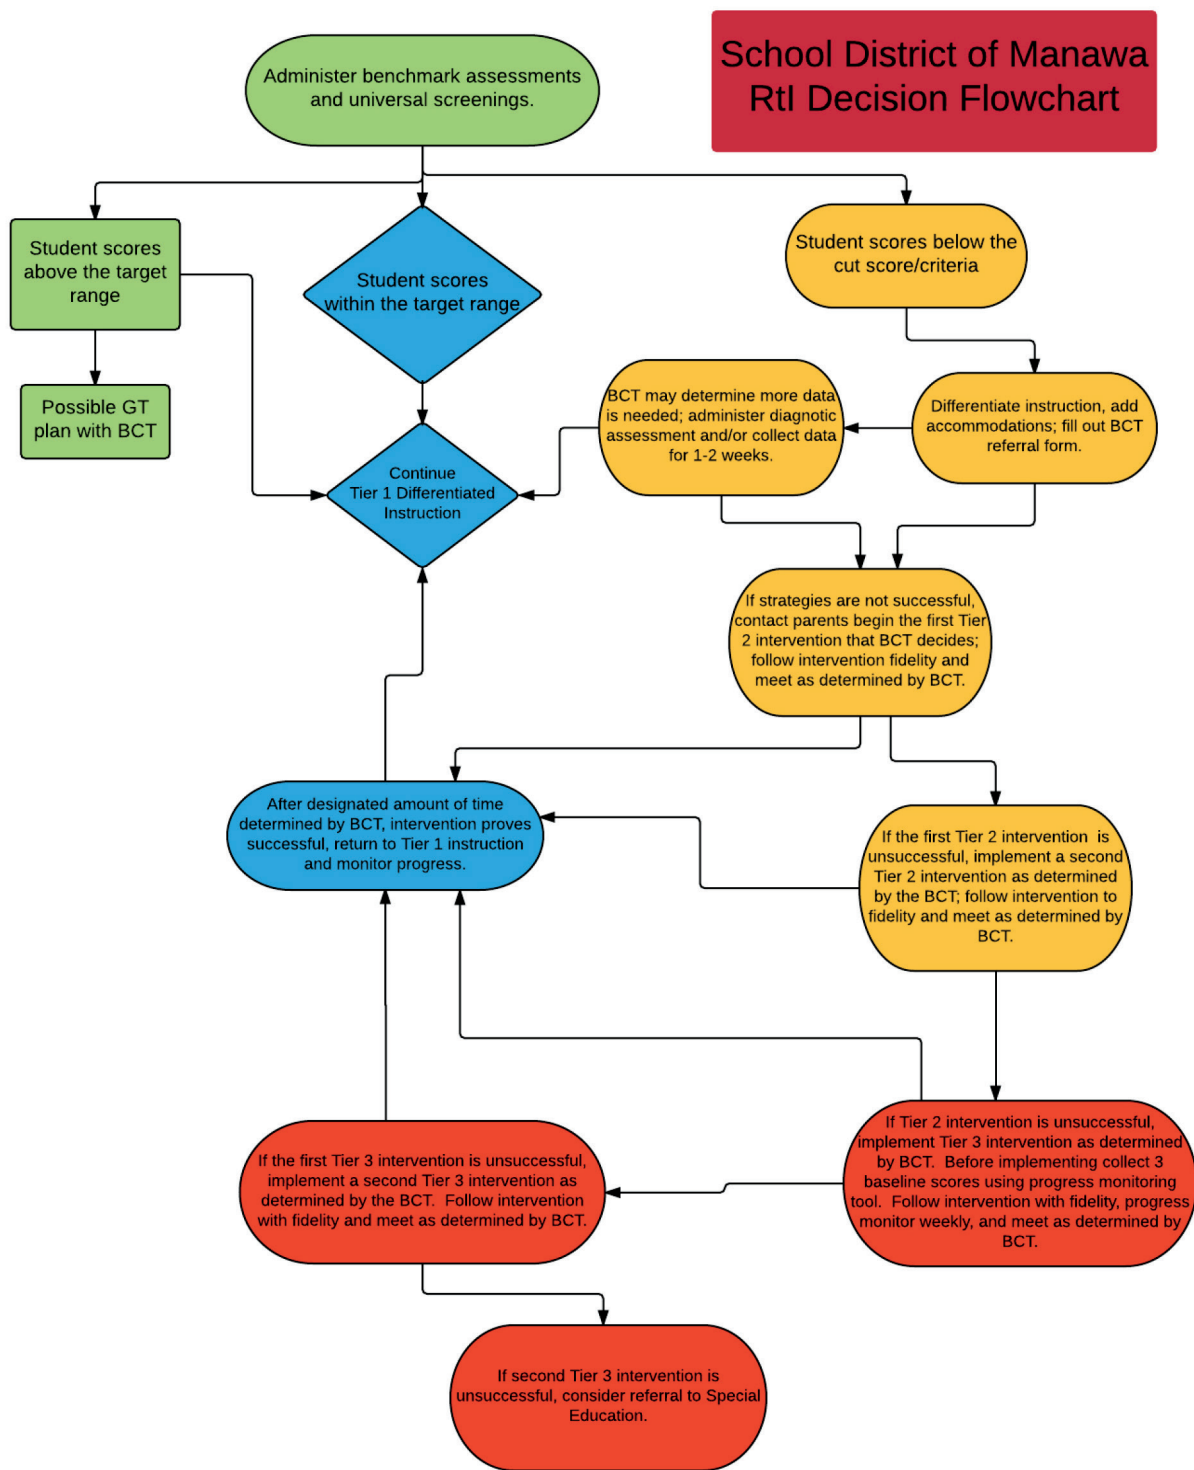 School District of Manawa
RtI Decision Flowchart
Administer benchmark assessments
and universal screenings.
Student scores
above the target
range
Student scores
within the target range
Student scores below the
cut score/criteria
Possible GT
plan with BCT
BCT may determine more data
is needed; administer diagnotic
assessment and/or collect data
for 1-2 weeks.
Differentiate instruction, add
accommodations; fill out BCT
referral form.
Continue
Tier 1 Differentiated
Instruction
If strategies are not successful,
contact parents begin the first Tier
2 intervention that BCT decides;
follow intervention fidelity and
meet as determined by BCT.
After designated amount of time
determined by BCT, intervention proves
successful, return to Tier 1 instruction
and monitor progress.
If the first Tier 2 intervention is
unsuccessful, implement a second
Tier 2 intervention as determined
by the BCT; follow intervention to
fidelity and meet as determined by
BCT.
If the first Tier 3 intervention is unsuccessful,
implement a second Tier 3 intervention as
determined by the BCT. Follow intervention
with fidelity and meet as determined by BCT.
If Tier 2 intervention is unsuccessful,
implement Tier 3 intervention as determined
by BCT. Before implementing collect 3
baseline scores using progress monitoring
tool. Follow intervention with fidelity, progress
monitor weekly, and meet as determined by
BCT.
If second Tier 3 intervention is
unsuccessful, consider referral to Special
Education.